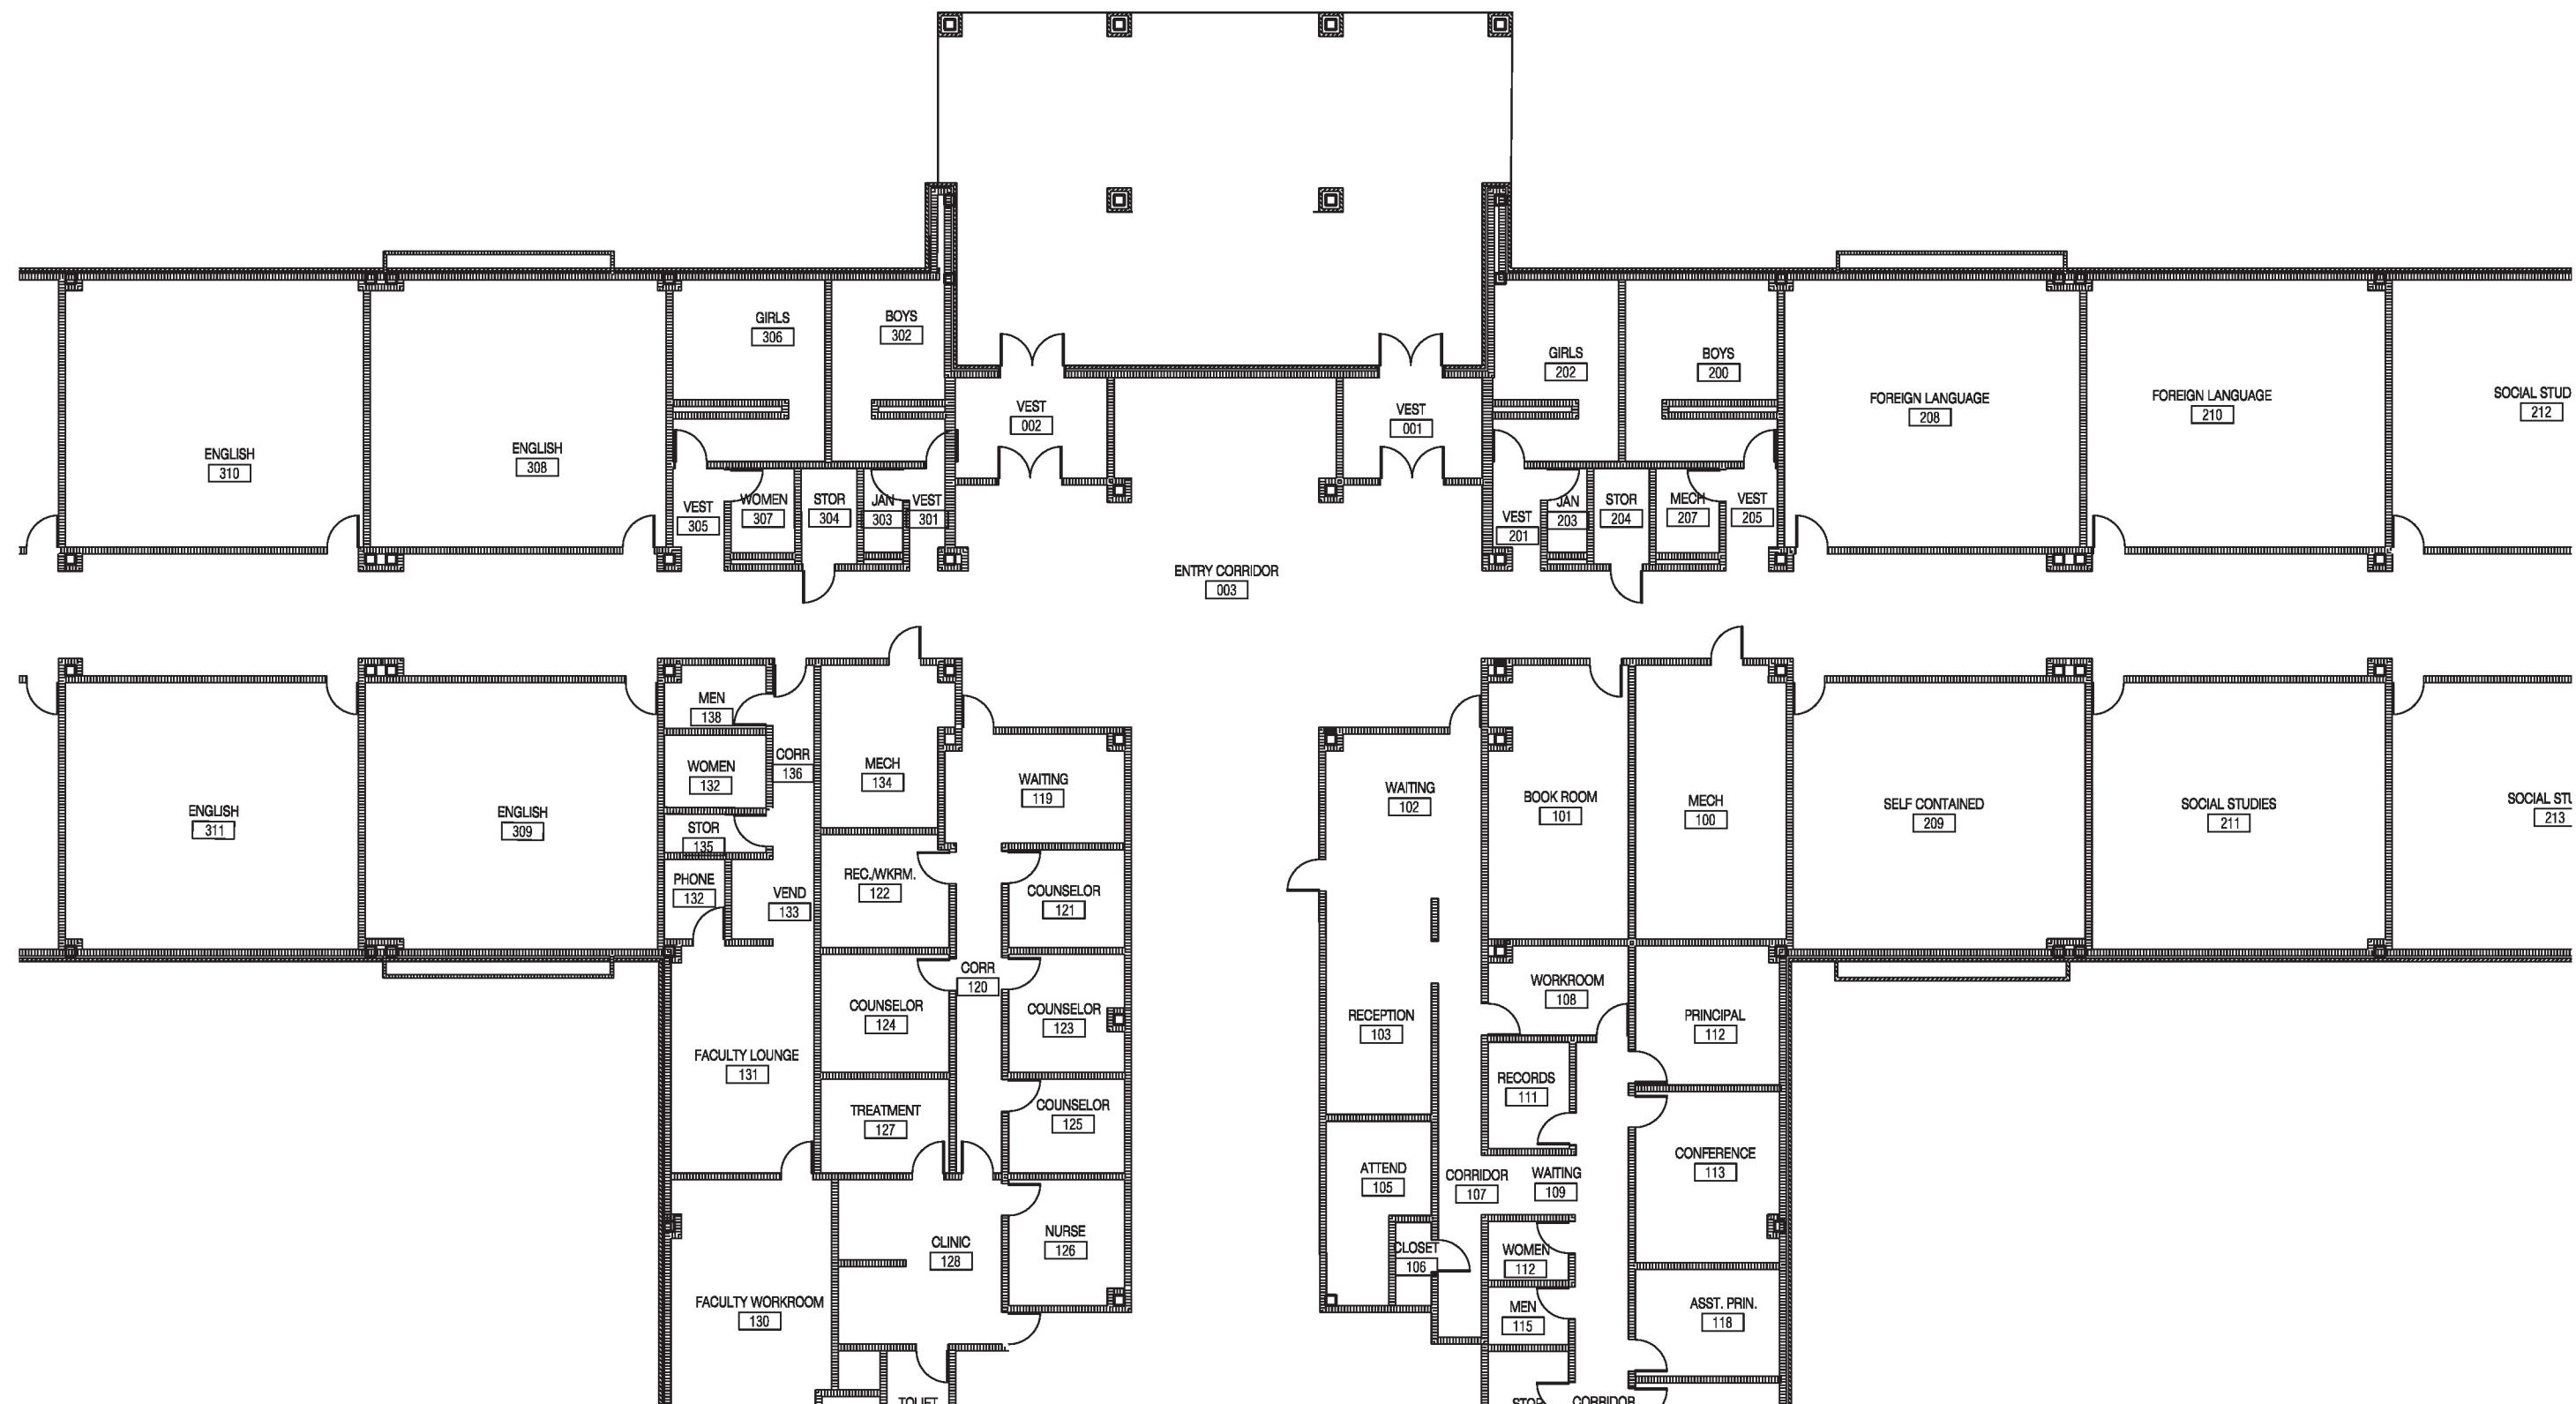 GIRLS
306
BOYS
302
ENGLISH
310
ENGLISH
308
VEST
305
WOMEN
307
STOR
304
JAN
303
VEST
301
VEST
002
VEST
001
ENTRY CORRIDOR
003
GIRLS
202
BOYS
200
VEST
201
JAN
203
STOR
204
MECH
207
VEST
205
FOREIGN LANGUAGE
208
FOREIGN LANGUAGE
210
SOCIAL STUD
212
ENGLISH
311
ENGLISH
309
MEN
138
WOMEN
132
CORR
136
STOR
135
PHONE
132
VEND
133
MECH
134
WAITING
119
REC./WKRM.
122
COUNSELOR
121
CORR
120
COUNSELOR
124
COUNSELOR
123
FACULTY LOUNGE
131
TREATMENT
127
COUNSELOR
125
CLINIC
128
NURSE
126
FACULTY WORKROOM
130
TOILET
WAITING
102
BOOK ROOM
101
MECH
100
SELF CONTAINED
209
SOCIAL STUDIES
211
SOCIAL STU
213
RECEPTION
103
WORKROOM
108
PRINCIPAL
112
RECORDS
111
ATTEND
105
CORRIDOR
107
WAITING
109
CONFERENCE
113
CLOSET
106
WOMEN
112
MEN
115
ASST. PRIN.
118
STOR
CORRIDOR